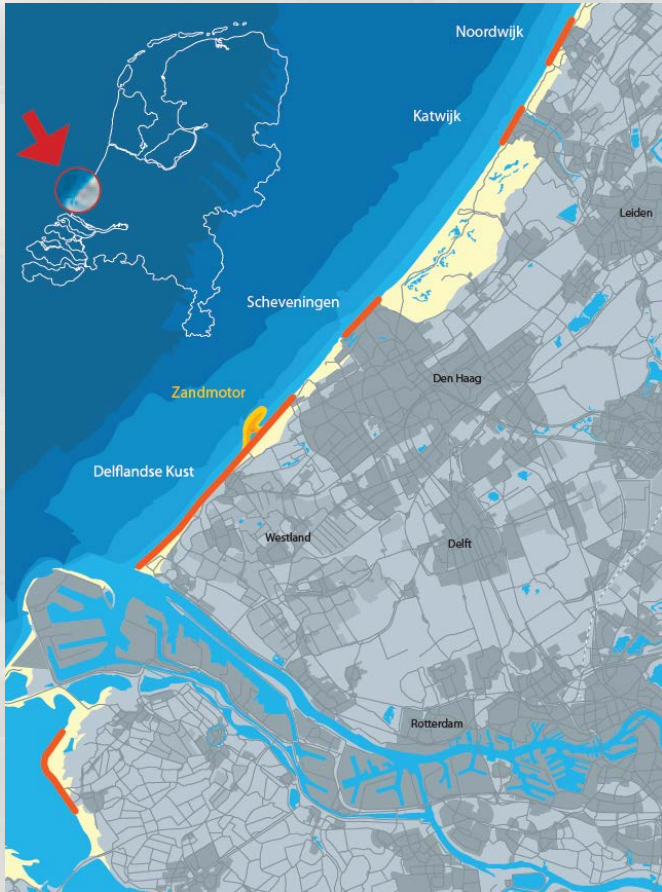 Noordwijk
Katwijk
Leiden
Scheveningen
Den Haag
Zandmotor
Delflandse Kust
Westland
Delft
Rotterdam